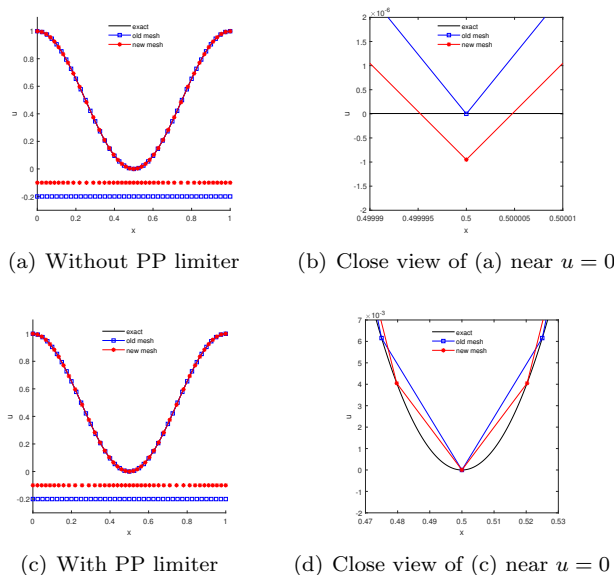 exact
old mesh
new mesh
1
0.8
0.6
0.4
0.2
0
-0.2
u
0 0.2 0.4 0.6 0.8 1
x
(a) Without PP limiter
×10⁻⁶
exact
old mesh
new mesh
2
1.5
1
0.5
0
-0.5
-1
-1.5
-2
u
0.49999 0.499995 0.5 0.500005 0.50001
x
(b) Close view of (a) near u = 0
exact
old mesh
new mesh
1
0.8
0.6
0.4
0.2
0
-0.2
u
0 0.2 0.4 0.6 0.8 1
x
(c) With PP limiter
×10⁻³
exact
old mesh
new mesh
7
6
5
4
3
2
1
0
-1
-2
u
0.47 0.48 0.49 0.5 0.51 0.52 0.53
x
(d) Close view of (c) near u = 0